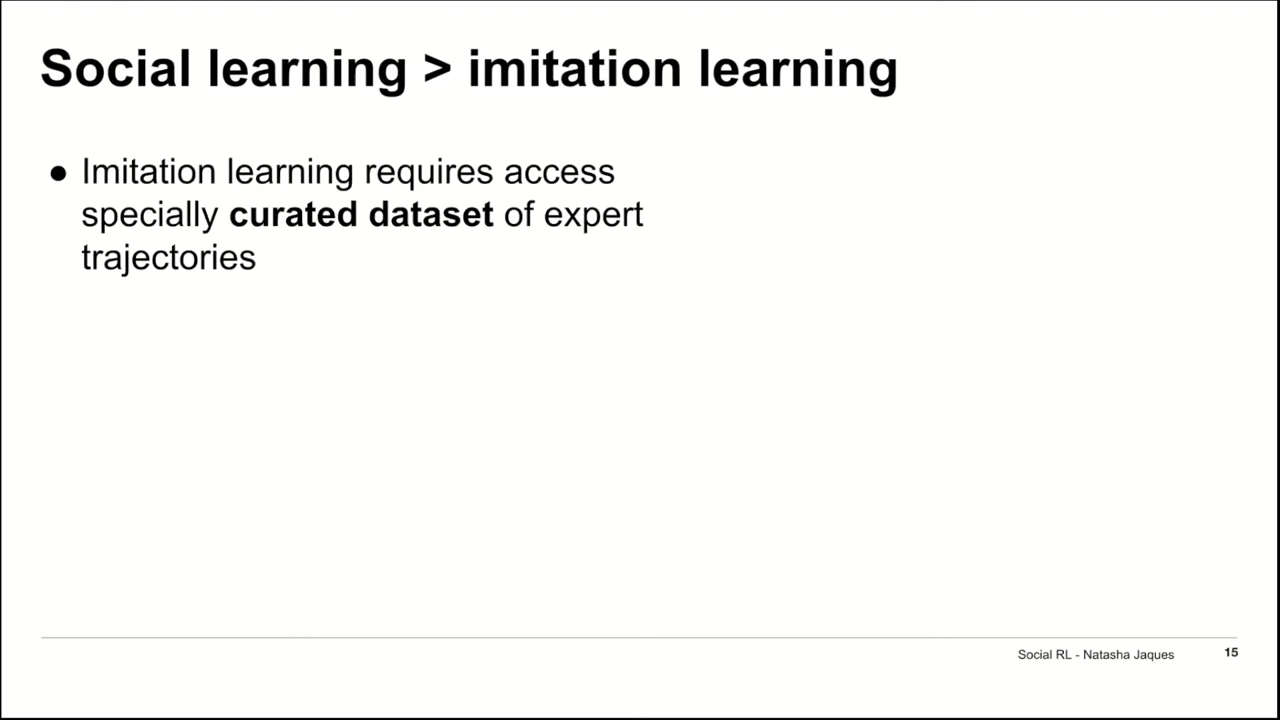 Social learning > imitation learning
● Imitation learning requires access
specially curated dataset of expert
trajectories
Social RL - Natasha Jaques
15